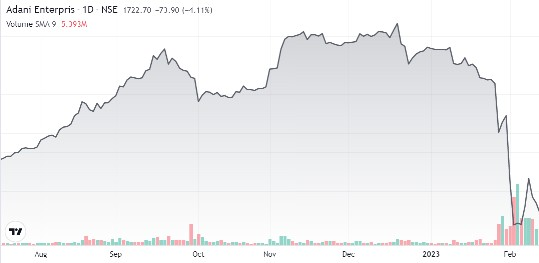 Adani Enterpris · 1D · NSE 1722.70 −73.90 (−4.11%)
Volume SMA 9 5.393M
Aug Sep Oct Nov Dec 2023 Feb